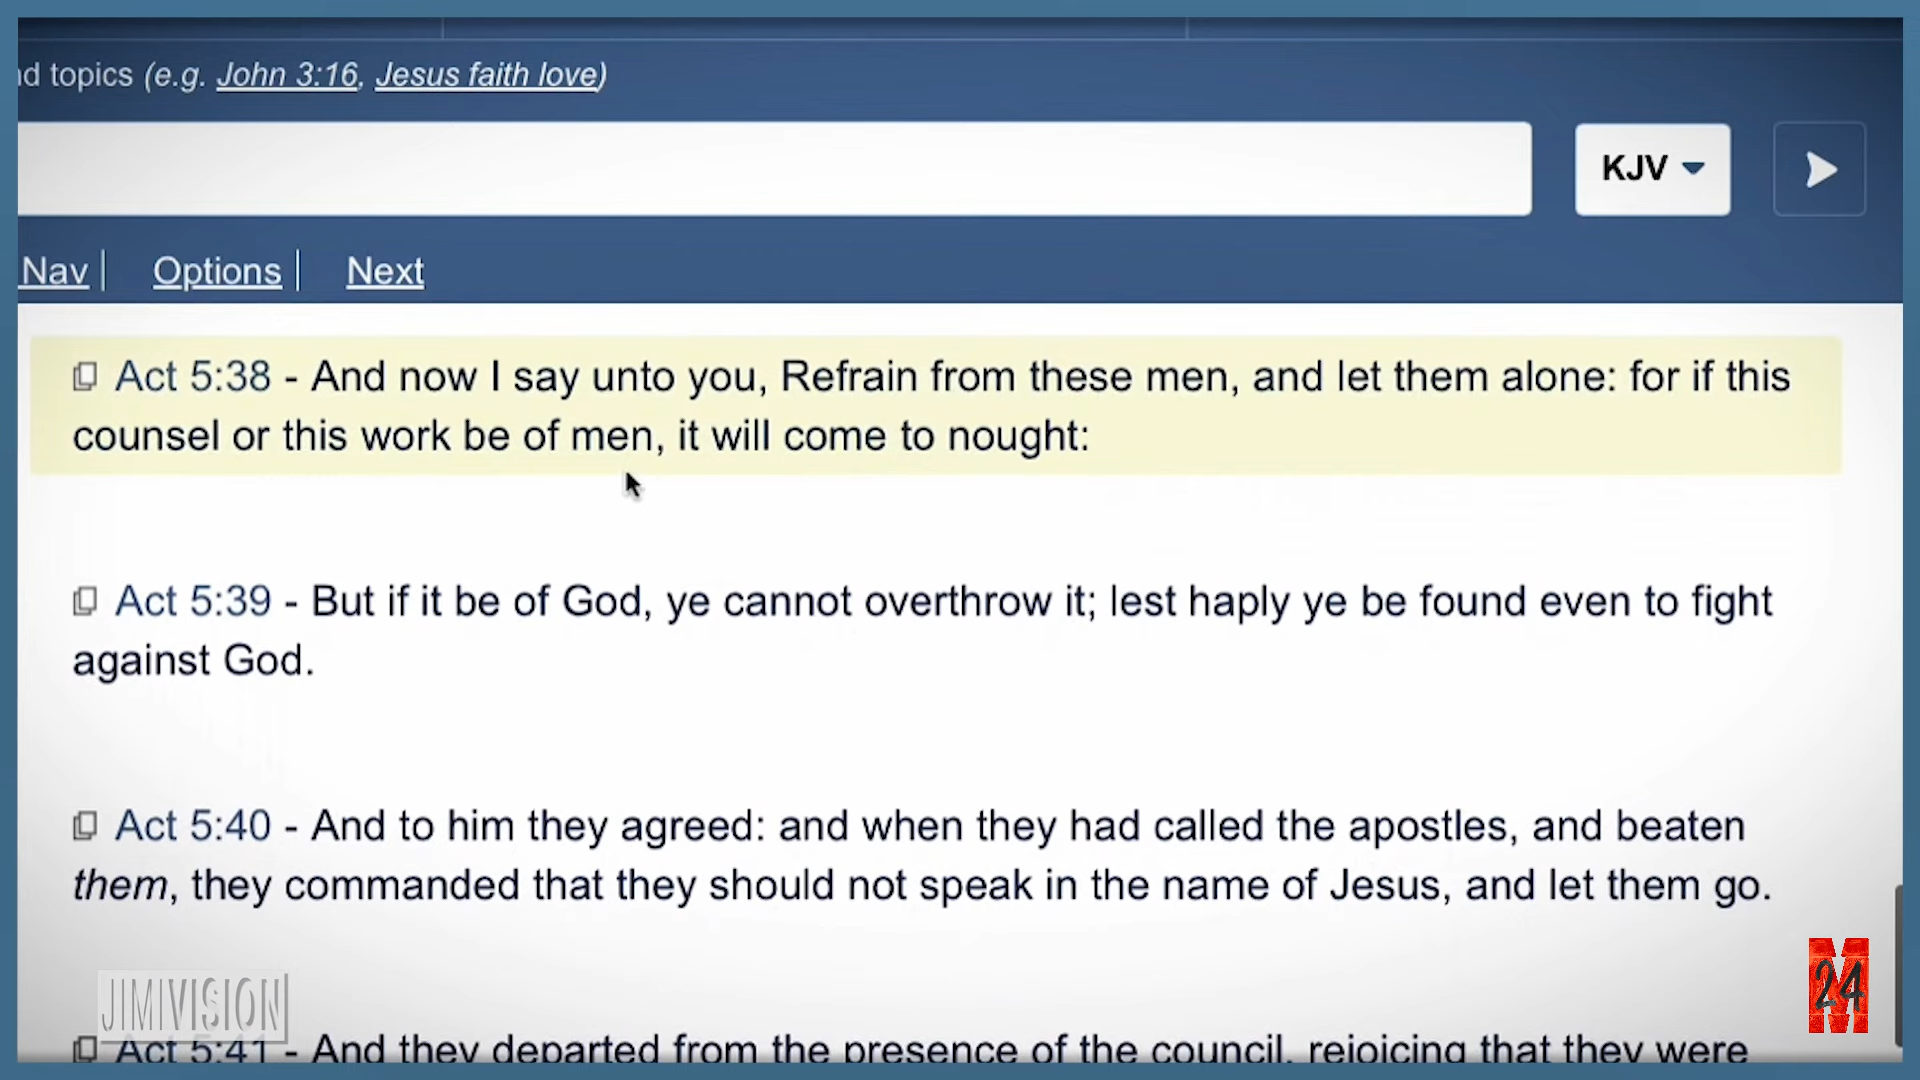 nd topics (e.g. John 3:16, Jesus faith love)
KJV
Nav | Options | Next
Act 5:38 - And now I say unto you, Refrain from these men, and let them alone: for if this
counsel or this work be of men, it will come to nought:
Act 5:39 - But if it be of God, ye cannot overthrow it; lest haply ye be found even to fight
against God.
Act 5:40 - And to him they agreed: and when they had called the apostles, and beaten
them, they commanded that they should not speak in the name of Jesus, and let them go.
JIMIVISION
M
24
Act 5:41 - And they departed from the presence of the council, rejoicing that they were